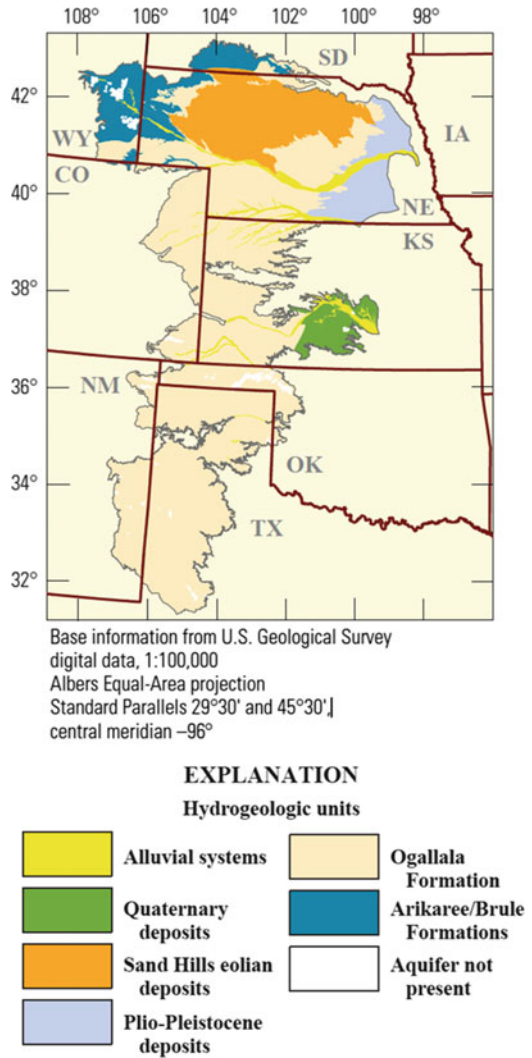 108° 106° 104° 102° 100° 98°
SD
42°
WY
IA
CO
40°
NE
KS
38°
36°
NM
OK
34°
TX
32°
Base information from U.S. Geological Survey
digital data, 1:100,000
Albers Equal-Area projection
Standard Parallels 29°30' and 45°30',
central meridian –96°
EXPLANATION
Hydrogeologic units
Alluvial systems
Quaternary
deposits
Sand Hills eolian
deposits
Plio-Pleistocene
deposits
Ogallala
Formation
Arikaree/Brule
Formations
Aquifer not
present